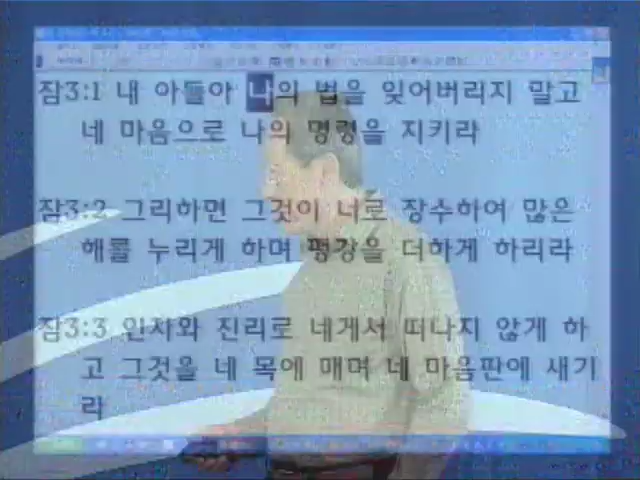 잠3:1 내 아들아 나의 법을 잊어버리지 말고
네 마음으로 나의 명령을 지키라
잠3:2 그리하면 그것이 너로 장수하여 많은
해를 누리게 하며 평강을 더하게 하리라
잠3:3 인자와 진리로 네게서 떠나지 않게 하
고 그것을 네 목에 매며 네 마음판에 새기
라